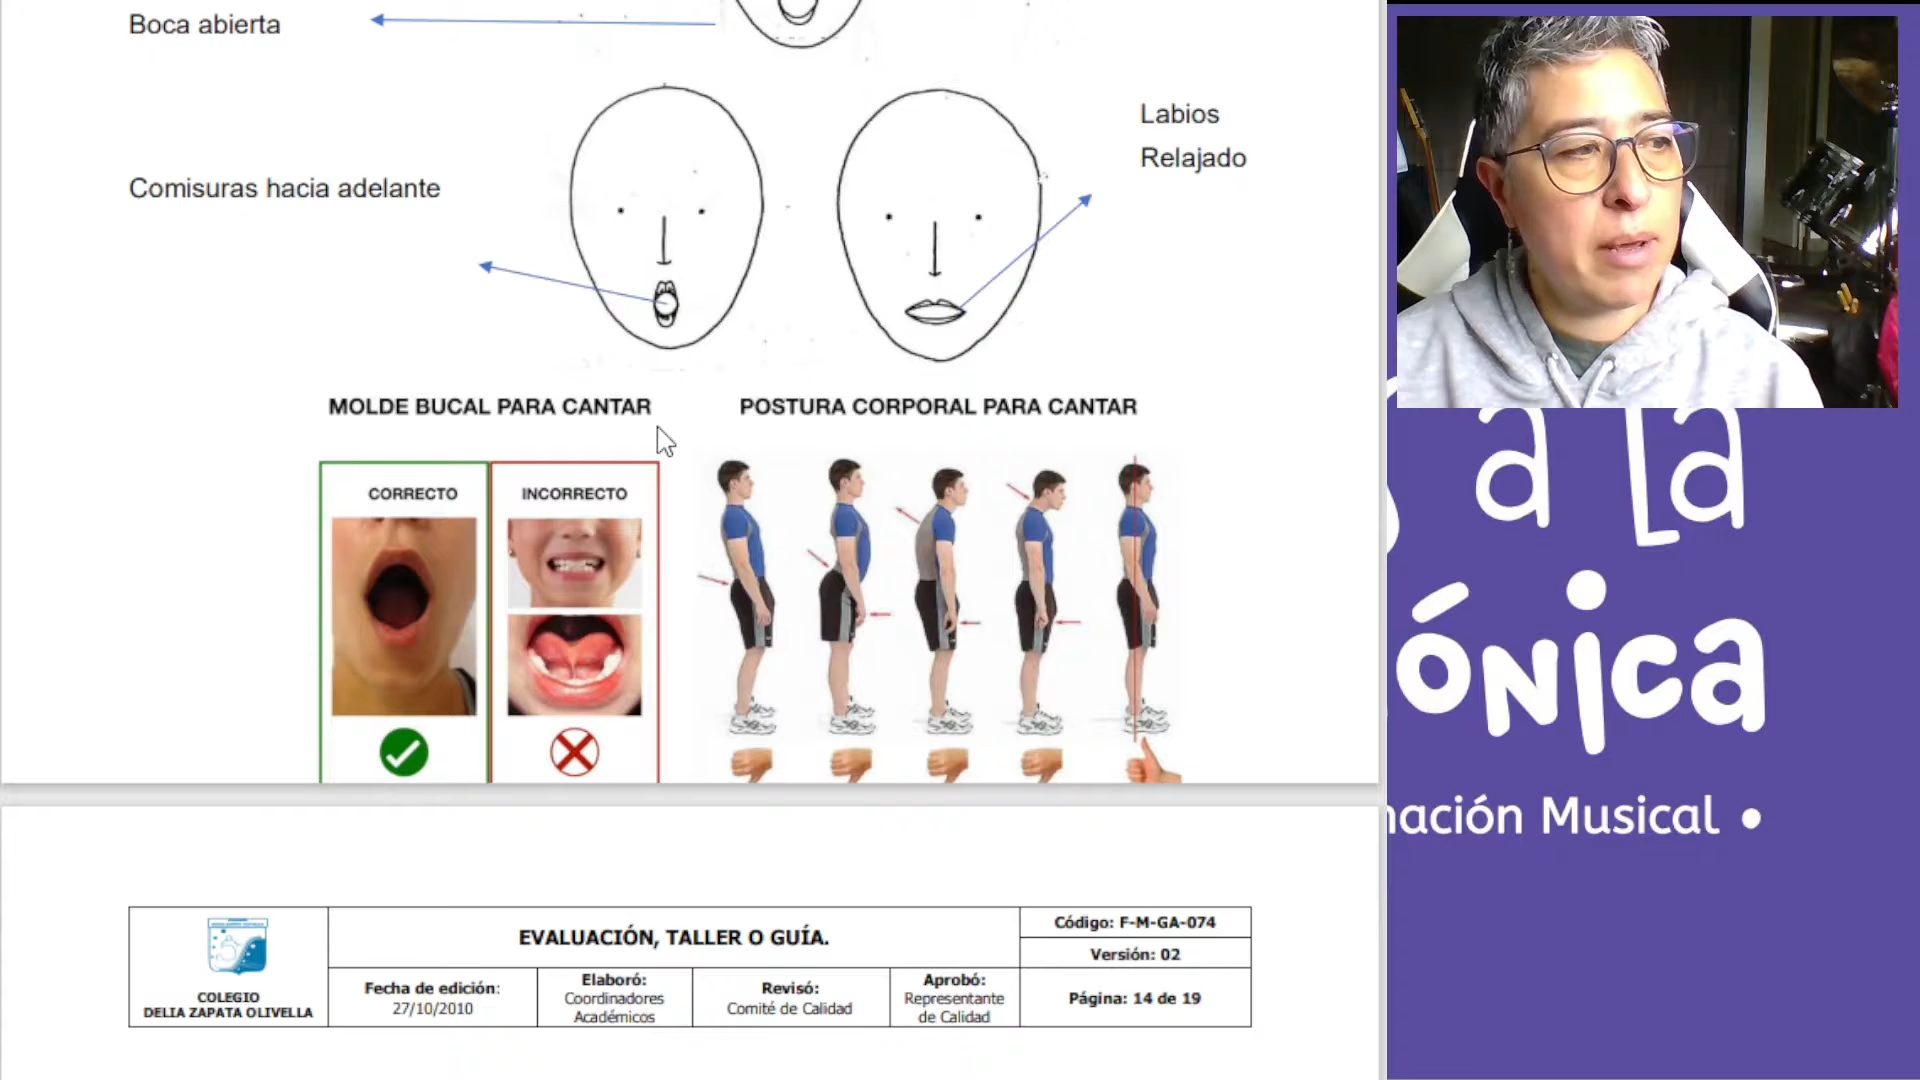 Boca abierta
Comisuras hacia adelante
Labios
Relajado
MOLDE BUCAL PARA CANTAR
POSTURA CORPORAL PARA CANTAR
CORRECTO
INCORRECTO
COLEGIO
DELIA ZAPATA OLIVELLA
EVALUACIÓN, TALLER O GUÍA.
Código: F-M-GA-074
Versión: 02
Fecha de edición:
27/10/2010
Elaboró:
Coordinadores
Académicos
Revisó:
Comité de Calidad
Aprobó:
Representante
de Calidad
Página: 14 de 19
a la
ónica
mación Musical •